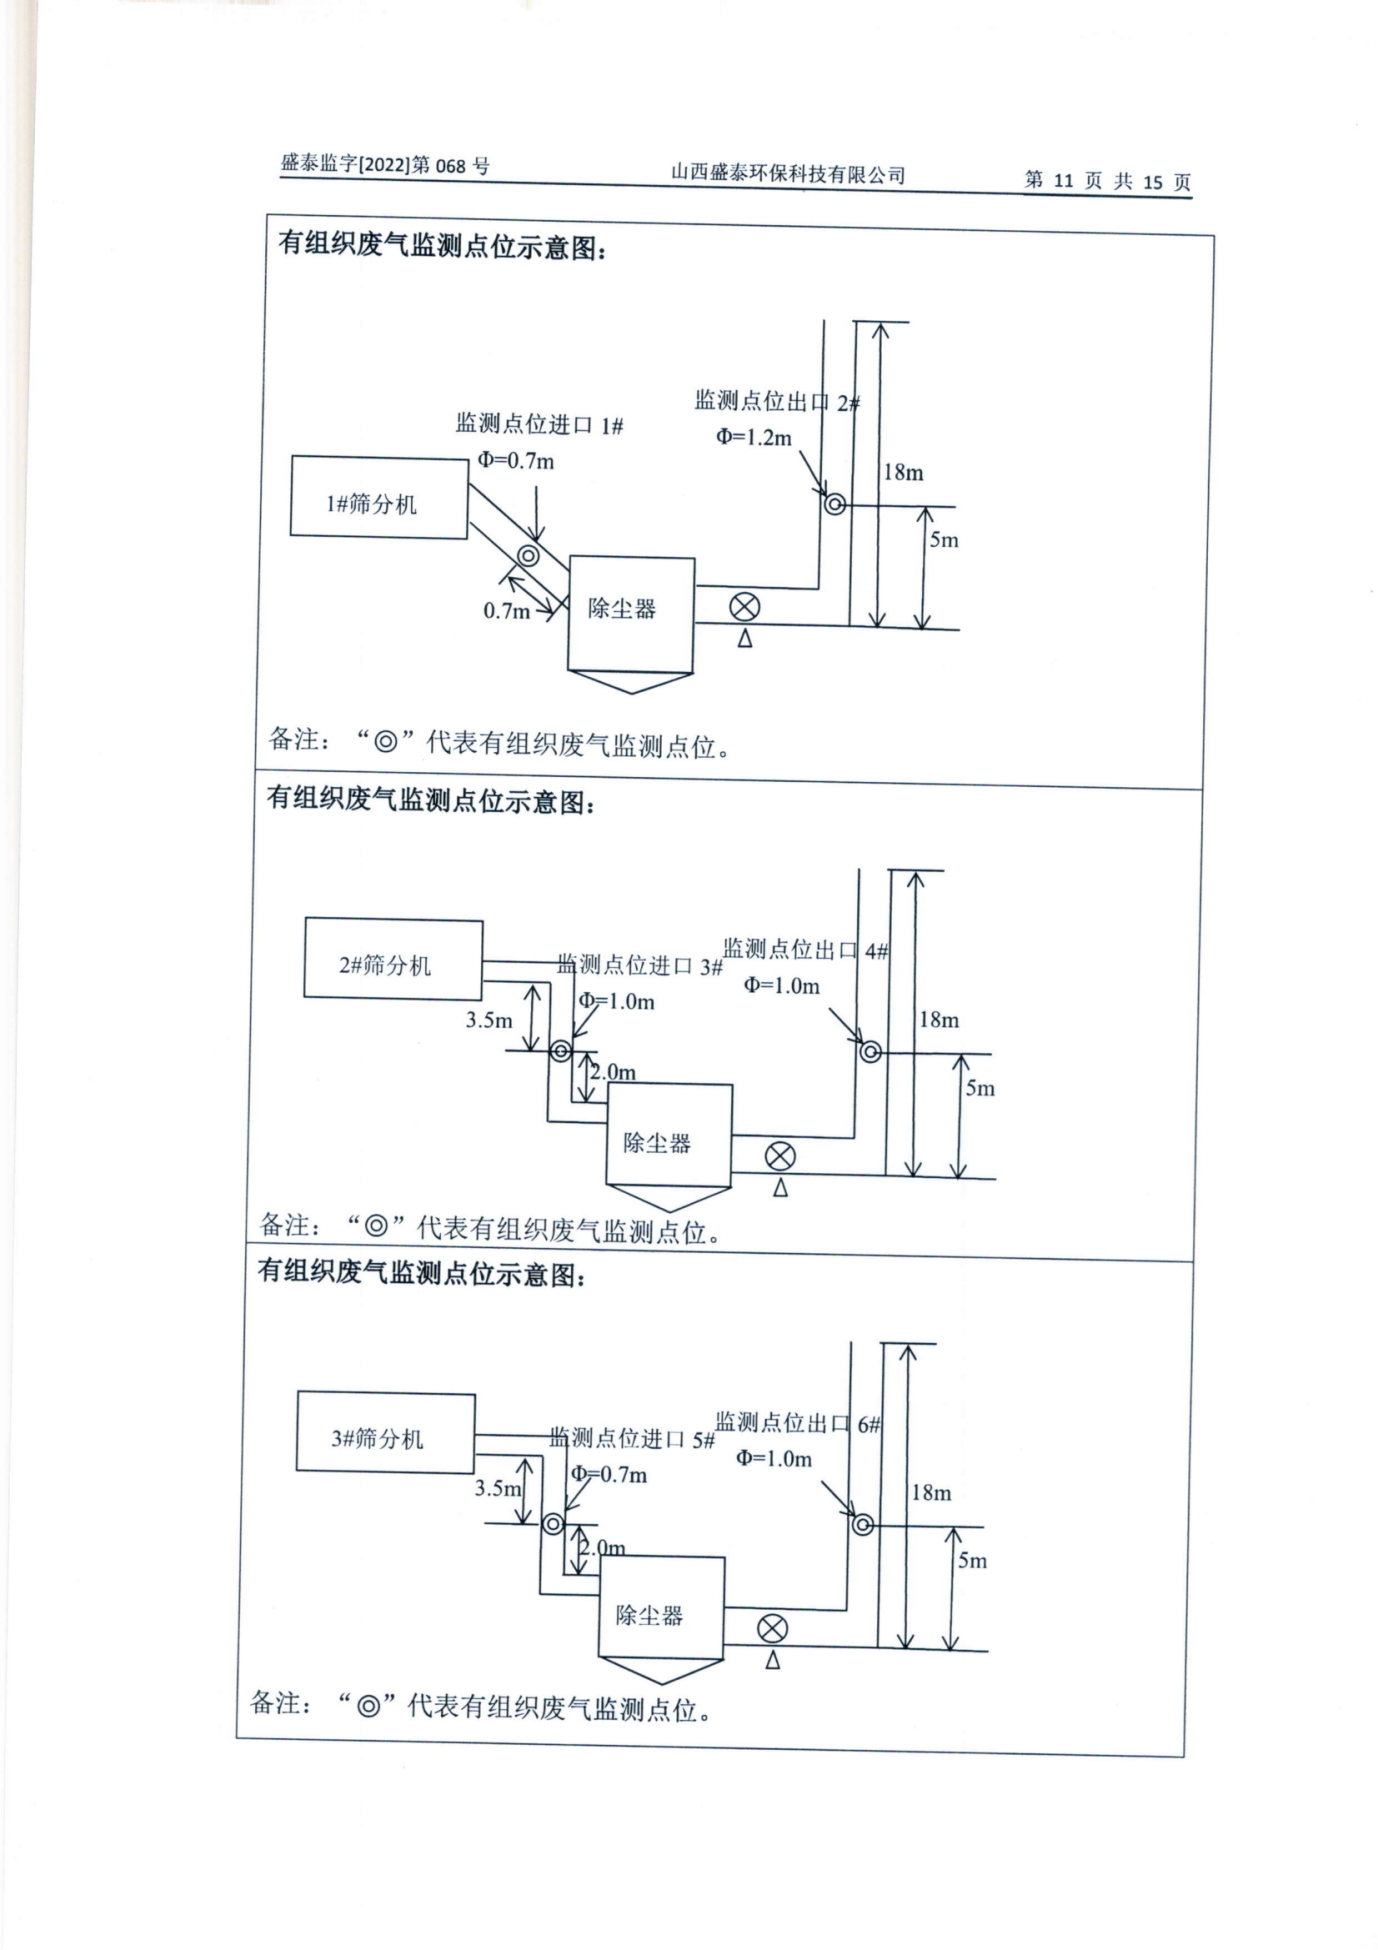 盛泰监字[2022]第 068 号 山西盛泰环保科技有限公司 第 11 页 共 15 页
有组织废气监测点位示意图：
监测点位出口 2#
监测点位进口 1#
Φ=1.2m
Φ=0.7m
18m
1#筛分机
5m
0.7m
除尘器
备注：“◎”代表有组织废气监测点位。
有组织废气监测点位示意图：
监测点位出口 4#
2#筛分机
监测点位进口 3#
Φ=1.0m
Φ=1.0m
3.5m
18m
2.0m
5m
除尘器
备注：“◎”代表有组织废气监测点位。
有组织废气监测点位示意图：
监测点位出口 6#
3#筛分机
监测点位进口 5#
Φ=1.0m
Φ=0.7m
3.5m
18m
2.0m
5m
除尘器
备注：“◎”代表有组织废气监测点位。